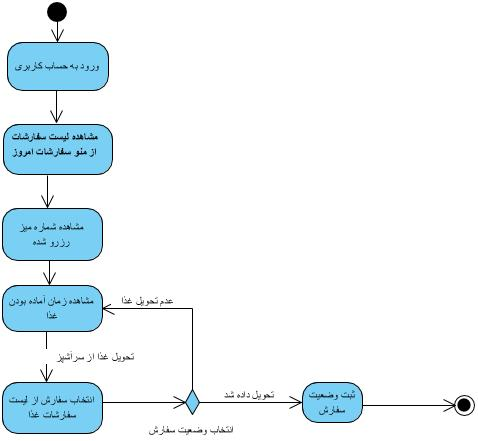 ورود به حساب کاربری
مشاهده لیست سفارشات
از منو سفارشات امروز
مشاهده شماره میز
رزرو شده
مشاهده زمان آماده بودن
غذا
عدم تحویل غذا
تحویل غذا از سرآشپز
انتخاب سفارش از لیست
سفارشات غذا
انتخاب وضعیت سفارش
تحویل داده شد
ثبت وضعیت
سفارش